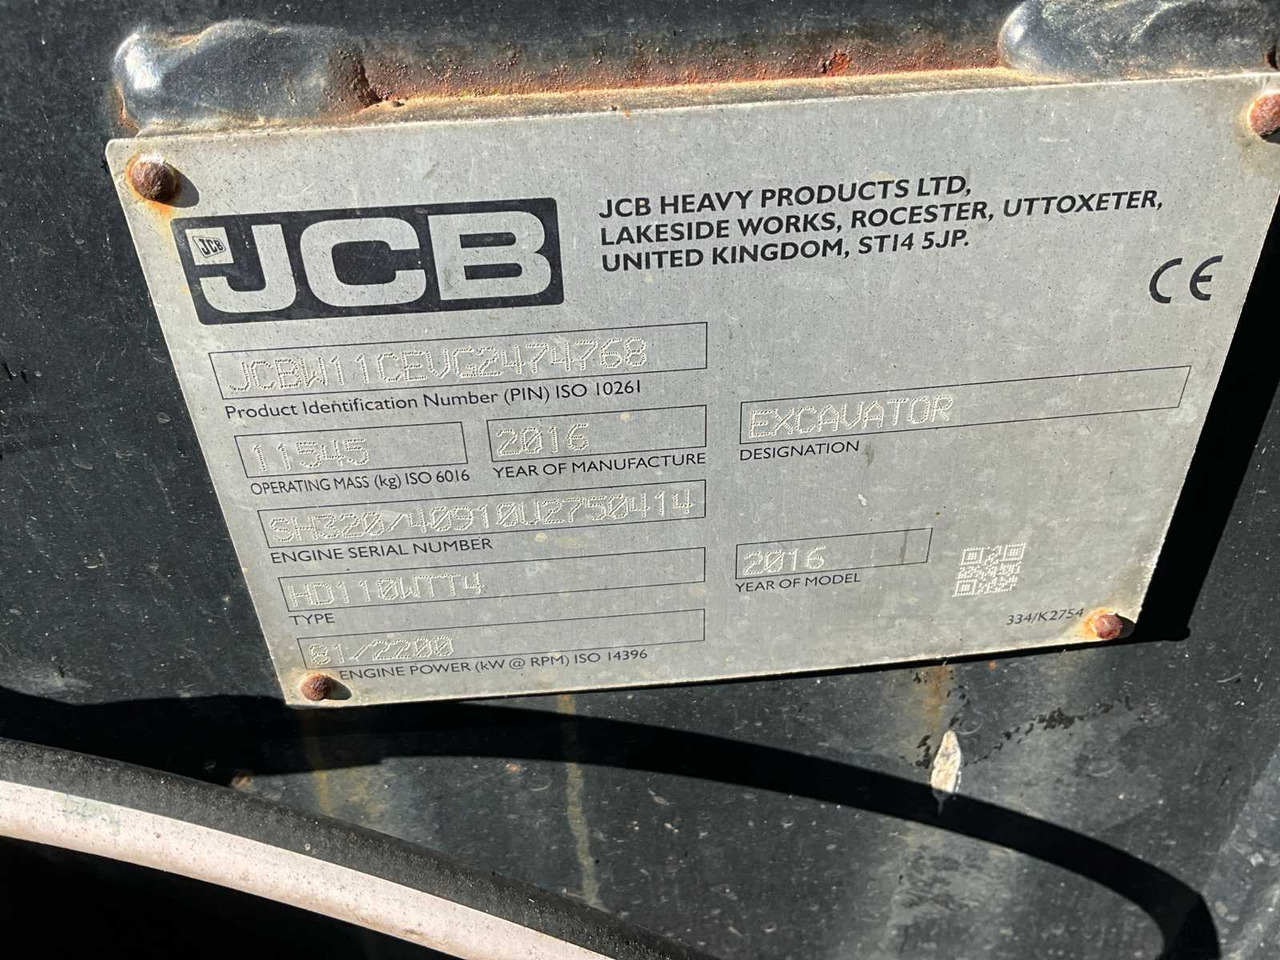 JCB
JCB
JCB HEAVY PRODUCTS LTD,
LAKESIDE WORKS, ROCESTER, UTTOXETER,
UNITED KINGDOM, ST14 5JP.
CE
JCBW11CEVG2474768
Product Identification Number (PIN) ISO 10261
11545
OPERATING MASS (kg) ISO 6016
2016
YEAR OF MANUFACTURE
EXCAVATOR
DESIGNATION
SH320/40910U2750414
ENGINE SERIAL NUMBER
HD110WTT4
TYPE
2016
YEAR OF MODEL
81/2200
ENGINE POWER (kW @ RPM) ISO 14396
334/K2754